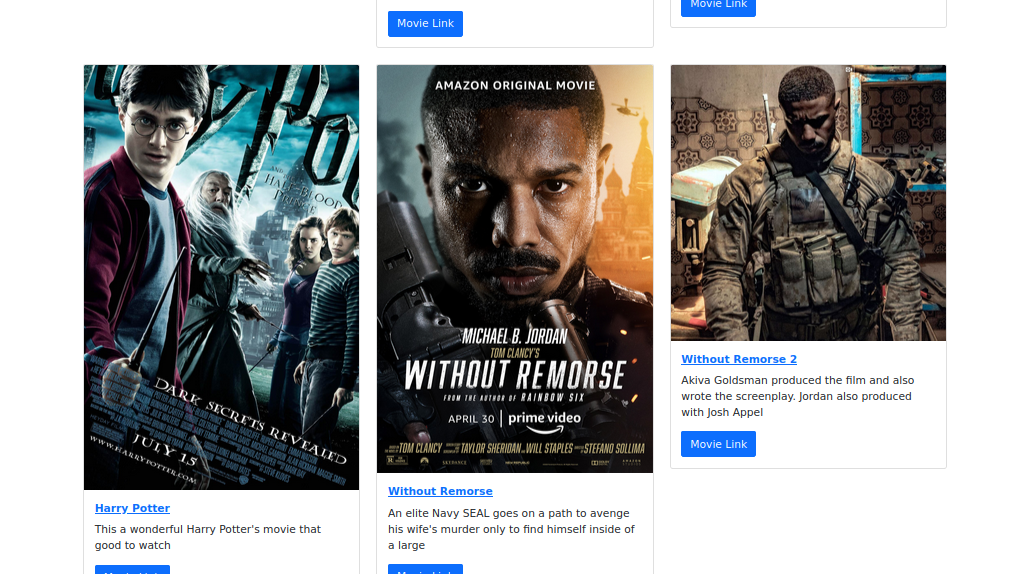 Movie Link
Movie Link
AND THE
HALF-BLOOD
PRINCE
DARK SECRETS REVEALED
JULY 15
WWW.HARRYPOTTER.COM
Harry Potter
This a wonderful Harry Potter's movie that
good to watch
AMAZON ORIGINAL MOVIE
MICHAEL B. JORDAN
TOM CLANCY'S
WITHOUT REMORSE
FROM THE AUTHOR OF RAINBOW SIX
APRIL 30 | prime video
TOM CLANCY TAYLOR SHERIDAN WILL STAPLES STEFANO SOLLIMA
Without Remorse
An elite Navy SEAL goes on a path to avenge
his wife's murder only to find himself inside of
a large
Without Remorse 2
Akiva Goldsman produced the film and also
wrote the screenplay. Jordan also produced
with Josh Appel
Movie Link